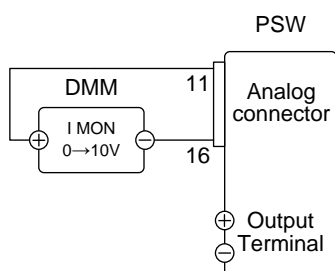 PSW
11
DMM
Analog
connector
+
I MON
0→10V
−
16
+
Output
Terminal
−